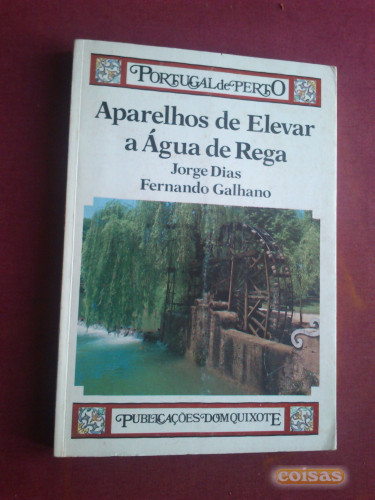 PORTUGAL de PERTO
Aparelhos de Elevar
a Água de Rega
Jorge Dias
Fernando Galhano
PUBLICAÇÕES DOM QUIXOTE
coisas